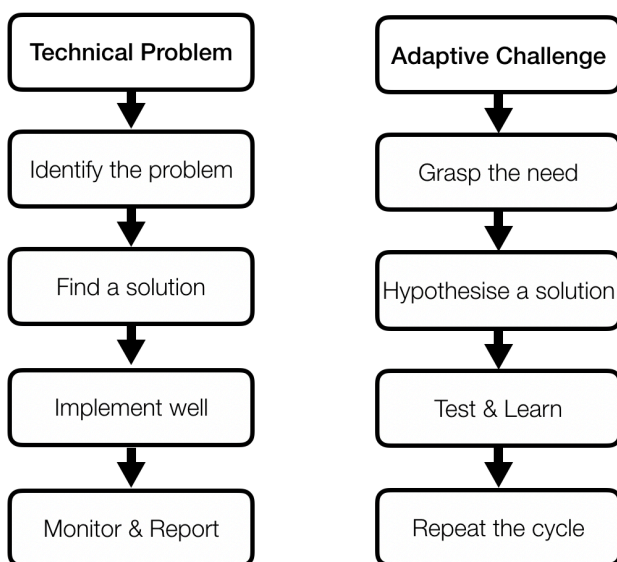 Technical Problem
Identify the problem
Find a solution
Implement well
Monitor & Report
Adaptive Challenge
Grasp the need
Hypothesise a solution
Test & Learn
Repeat the cycle